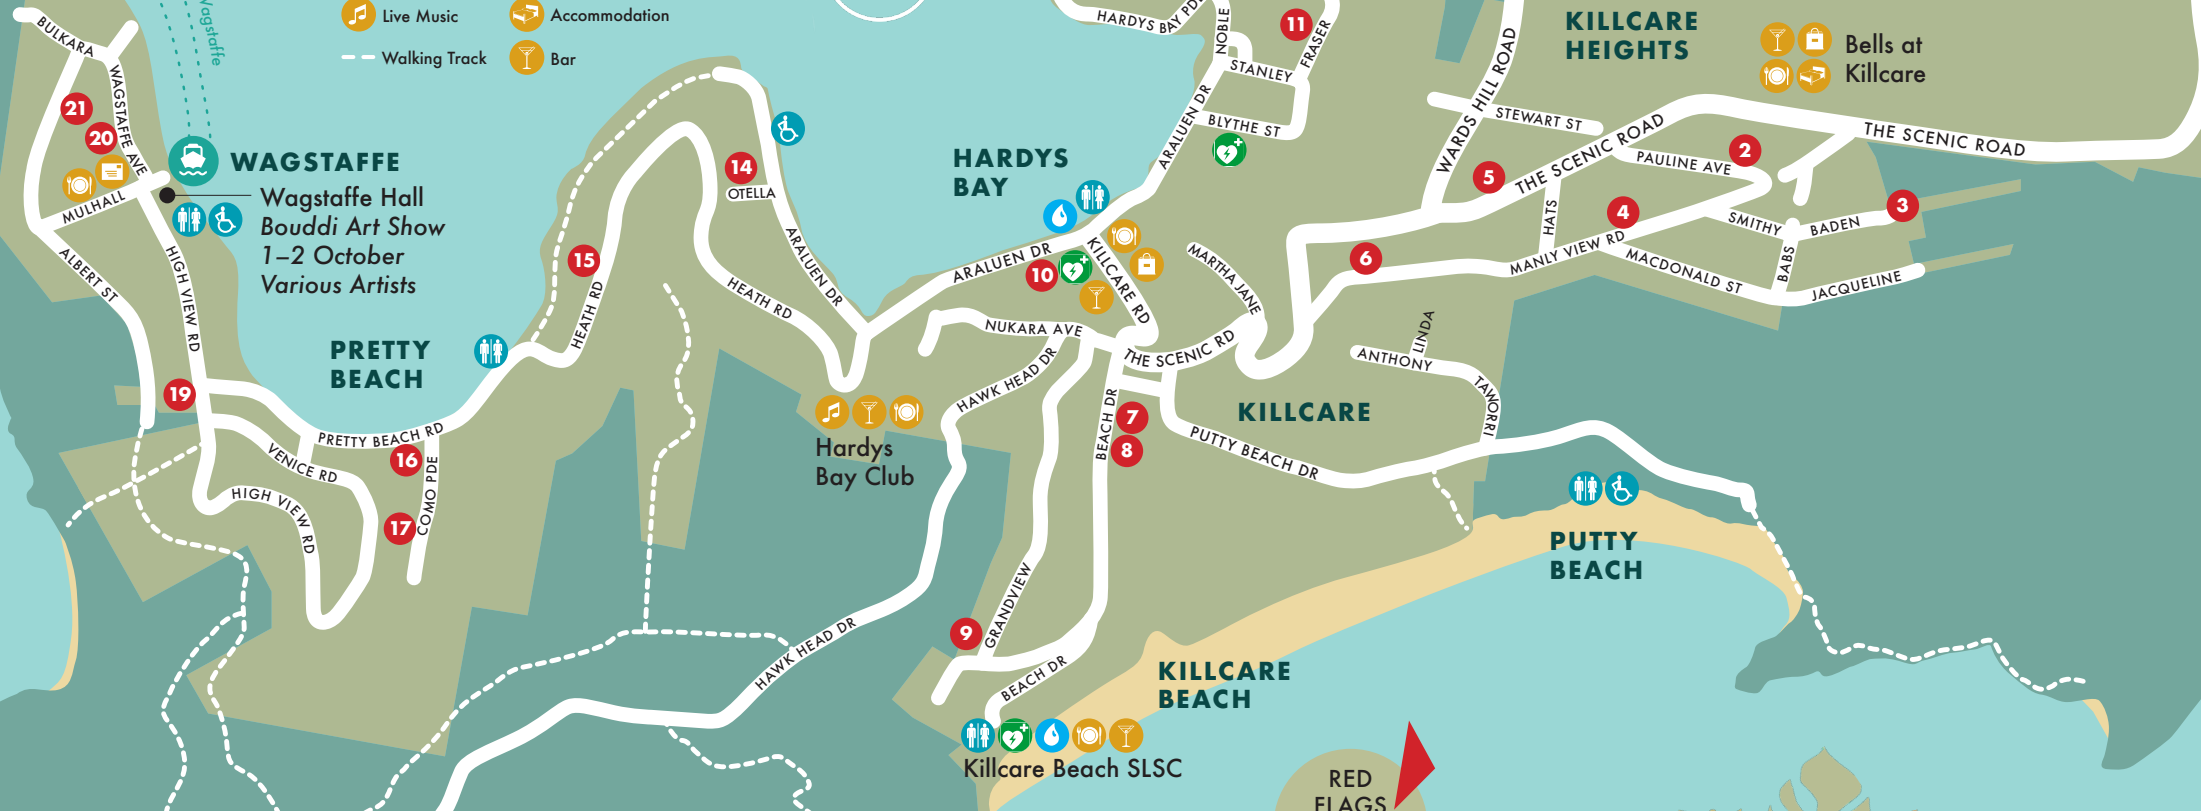 Live Music
Accommodation
Walking Track
Bar
Wagstaffe
BULKARA
WAGSTAFFE AVE
21
20
MULHALL
WAGSTAFFE
Wagstaffe Hall
Bouddi Art Show
1–2 October
Various Artists
ALBERT ST
HIGH VIEW RD
PRETTY
BEACH
19
PRETTY BEACH RD
VENICE RD
HIGH VIEW RD
16
COMO PDE
17
15
HEATH RD
14
OTELLA
ARALUEN DR
HEATH RD
Hardys
Bay Club
HARDYS
BAY
HARDYS BAY PDE
NOBLE
11
FRASER
STANLEY
ARALUEN DR
BLYTHE ST
ARALUEN DR
10
KILLCARE RD
MARTHA JANE
NUKARA AVE
THE SCENIC RD
HAWK HEAD DR
BEACH DR
7
8
KILLCARE
PUTTY BEACH DR
ANTHONY
LINDA
TAWORRI
KILLCARE
HEIGHTS
Bells at
Killcare
WARDS HILL ROAD
STEWART ST
THE SCENIC ROAD
THE SCENIC ROAD
5
PAULINE AVE
2
HATS
4
3
SMITHY
BADEN
BABS
6
MANLY VIEW RD
MACDONALD ST
JACQUELINE
PUTTY
BEACH
9
GRANDVIEW
HAWK HEAD DR
BEACH DR
KILLCARE
BEACH
Killcare Beach SLSC
RED
FLAGS